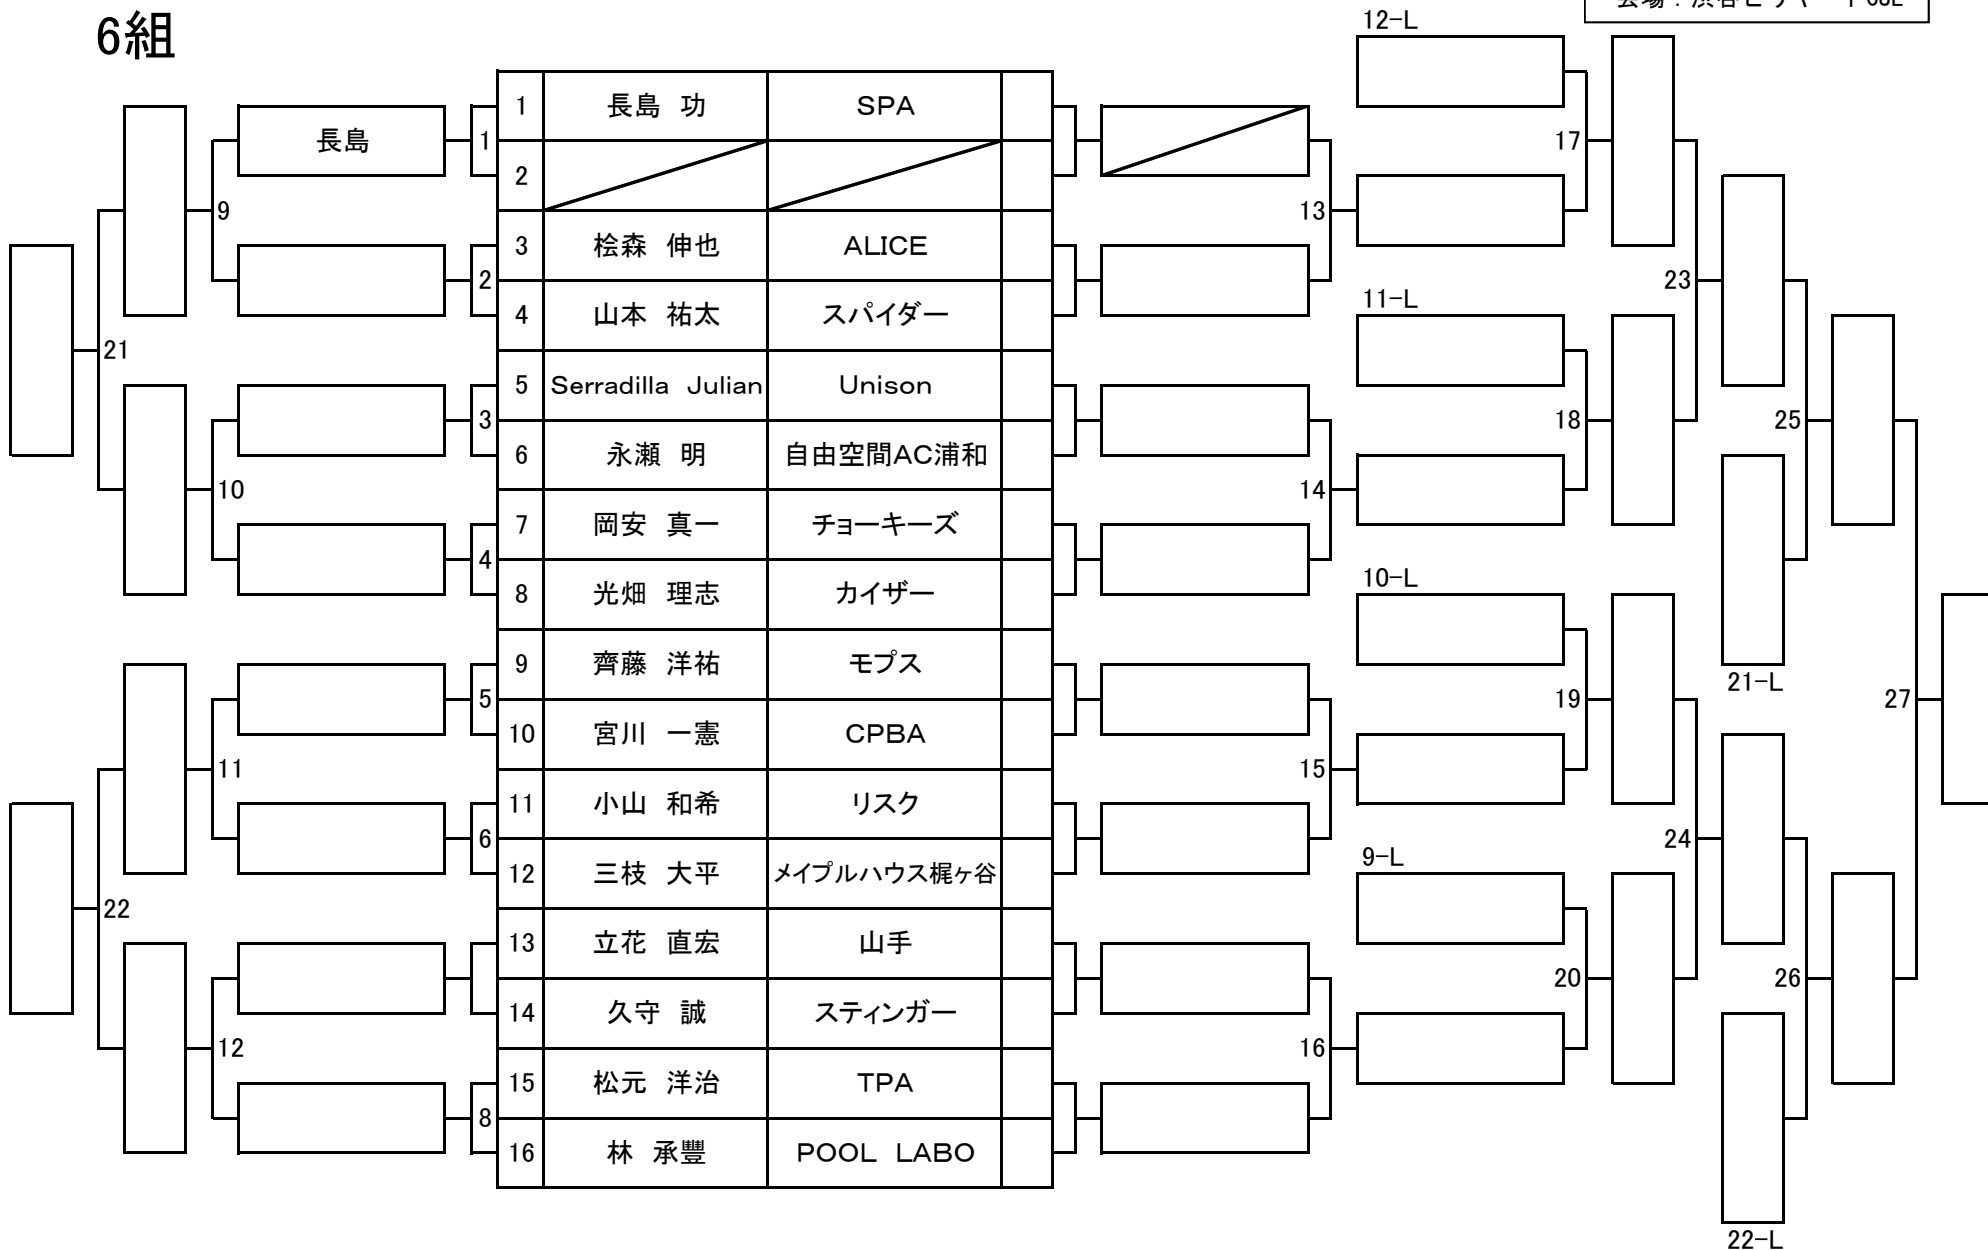 6組
12-L
1 長島 功 SPA
長島 1
17
2
9
13
3 桧森 伸也 ALICE
2
23
11-L
4 山本 祐太 スパイダー
21
5 Serradilla Julian Unison
3
18
25
6 永瀬 明 自由空間AC浦和
10
14
7 岡安 真一 チョーキーズ
4
10-L
8 光畑 理志 カイザー
9 齊藤 洋祐 モプス
21-L
5
19
27
10 宮川 一憲 CPBA
11
15
11 小山 和希 リスク
6
24
9-L
12 三枝 大平 メイプルハウス梶ヶ谷
22
13 立花 直宏 山手
20
26
14 久守 誠 スティンガー
12
16
15 松元 洋治 TPA
8
16 林 承豐 POOL LABO
22-L